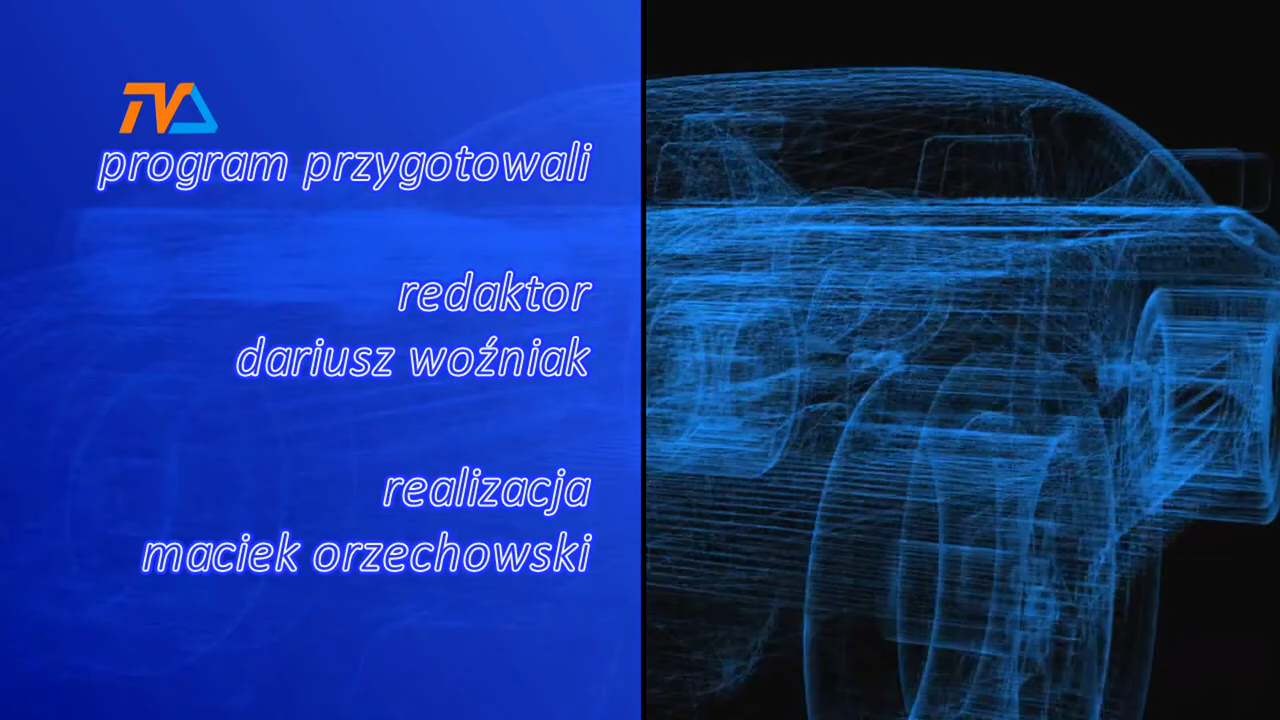 TVA
program przygotowali
redaktor
dariusz woźniak
realizacja
maciek orzechowski